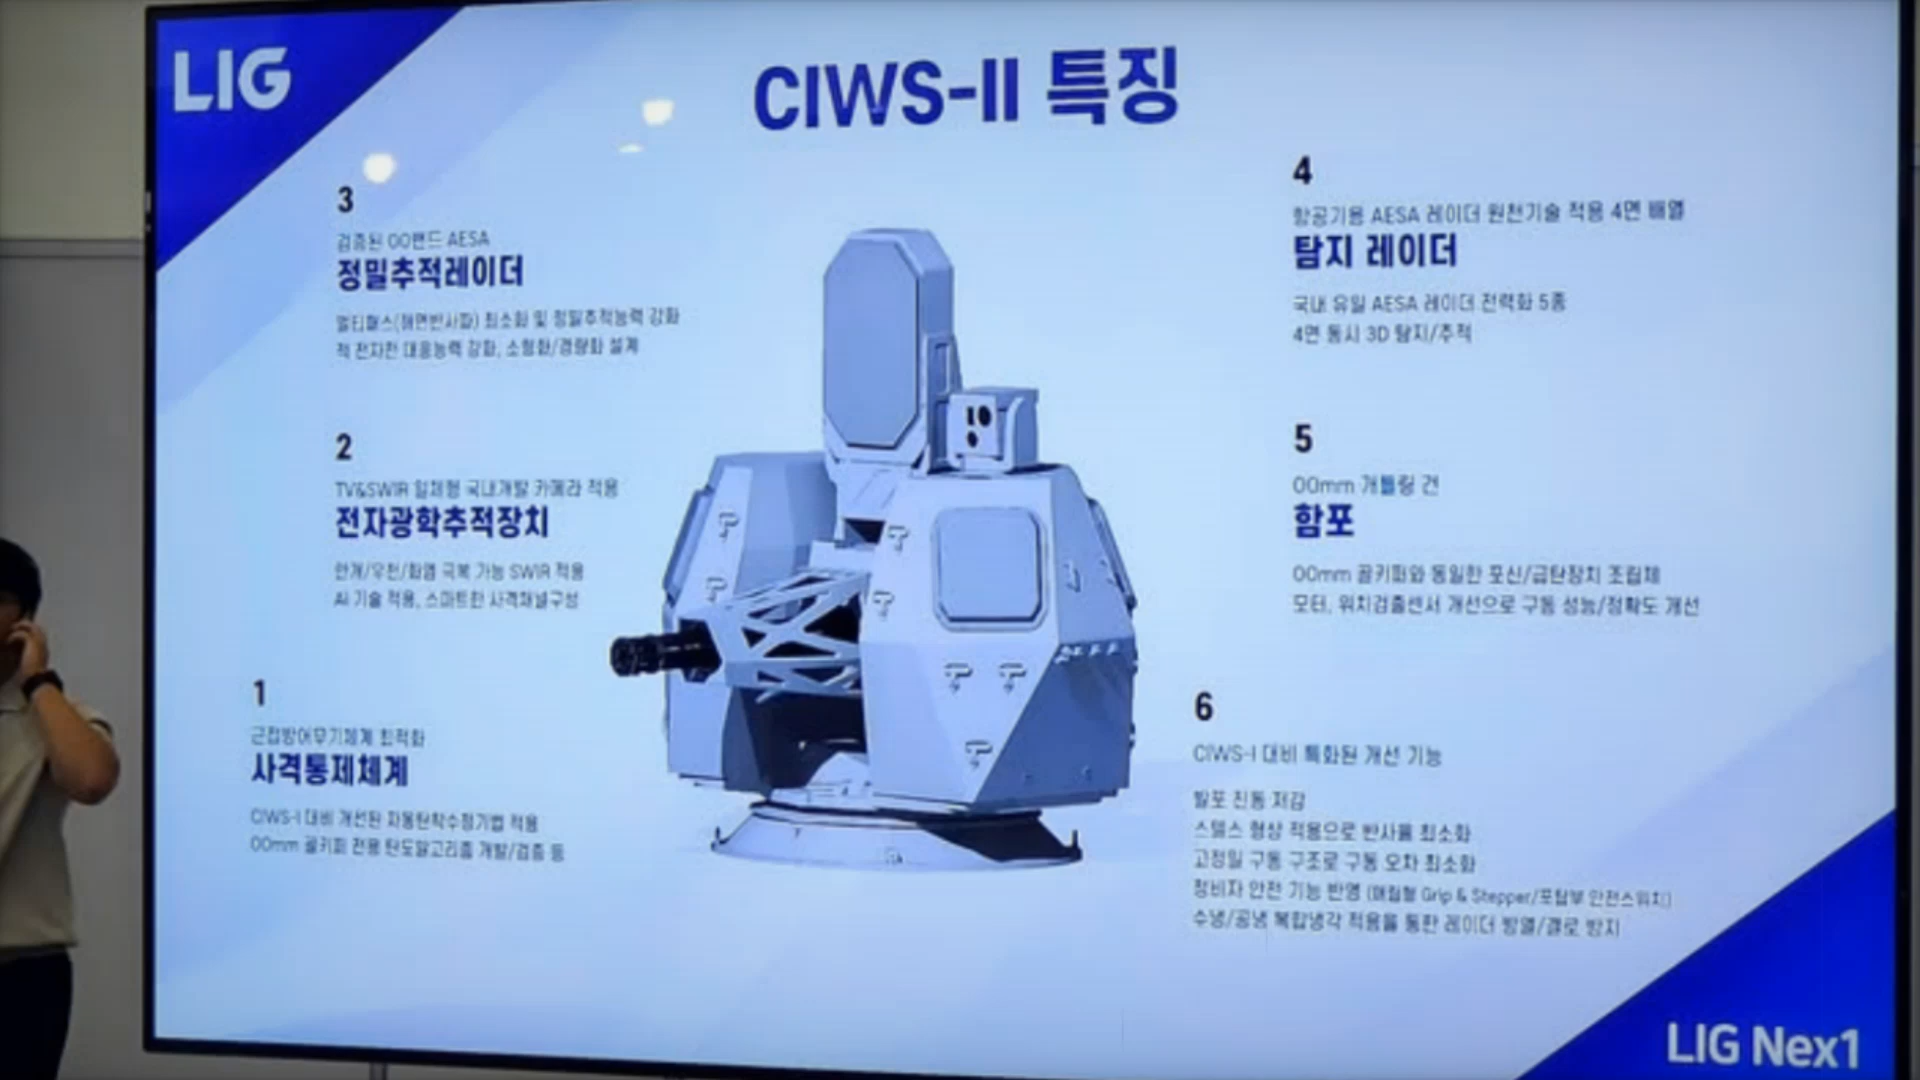 LIG
CIWS-II 특징
3
검증된 OO밴드 AESA
정밀추적레이더
멀티패스(해면반사파) 최소화 및 정밀추적능력 강화
적 전자전 대응능력 강화, 소형화/경량화 설계
2
TV&SWIR 일체형 국내개발 카메라 적용
전자광학추적장치
안개/우천/화염 극복 가능 SWIR 적용
AI 기술 적용, 스마트한 사격채널구성
1
근접방어무기체계 최적화
사격통제체계
CIWS-I 대비 개선된 자동탄착수정기법 적용
OOmm 골키퍼 전용 탄도알고리즘 개발/검증 등
4
항공기용 AESA 레이더 원천기술 적용 4면 배열
탐지 레이더
국내 유일 AESA 레이더 전력화 5종
4면 동시 3D 탐지/추적
5
OOmm 개틀링 건
함포
OOmm 골키퍼와 동일한 포신/급탄장치 조립체
모터, 위치검출센서 개선으로 구동 성능/정확도 개선
6
CIWS-I 대비 특화된 개선 기능
발포 진동 저감
스텔스 형상 적용으로 반사율 최소화
고정밀 구동 구조로 구동 오차 최소화
정비자 안전 기능 반영 (매립형 Grip & Stepper/포탑부 안전스위치)
수냉/공냉 복합냉각 적용을 통한 레이더 방열/결로 방지
LIG Nex1